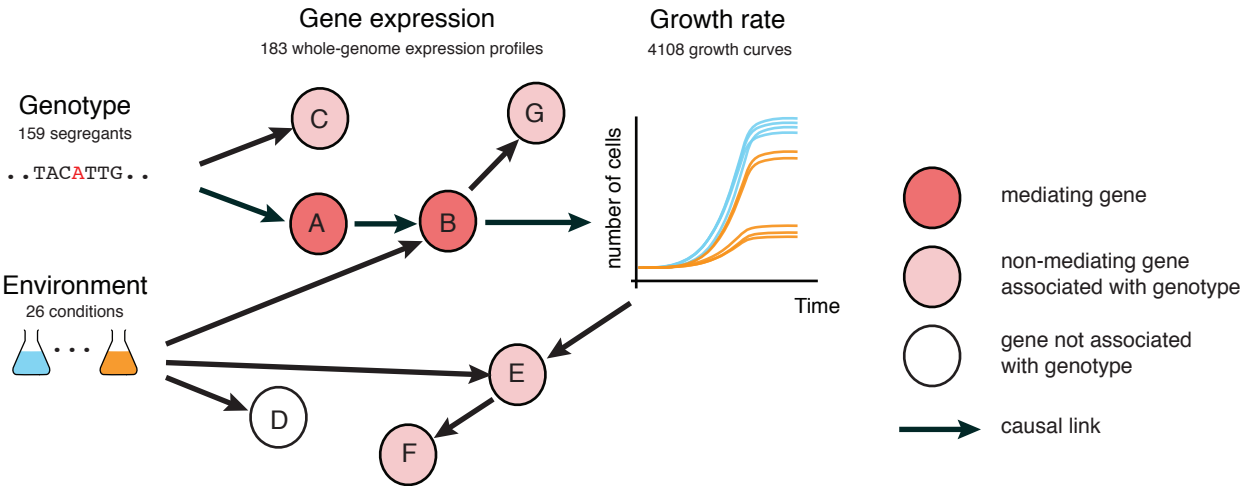 Gene expression
183 whole-genome expression profiles
Growth rate
4108 growth curves
Genotype
159 segregants
..TACATTG..
C
G
A
B
number of cells
Time
Environment
26 conditions
...
D
E
F
mediating gene
non-mediating gene
associated with genotype
gene not associated
with genotype
causal link